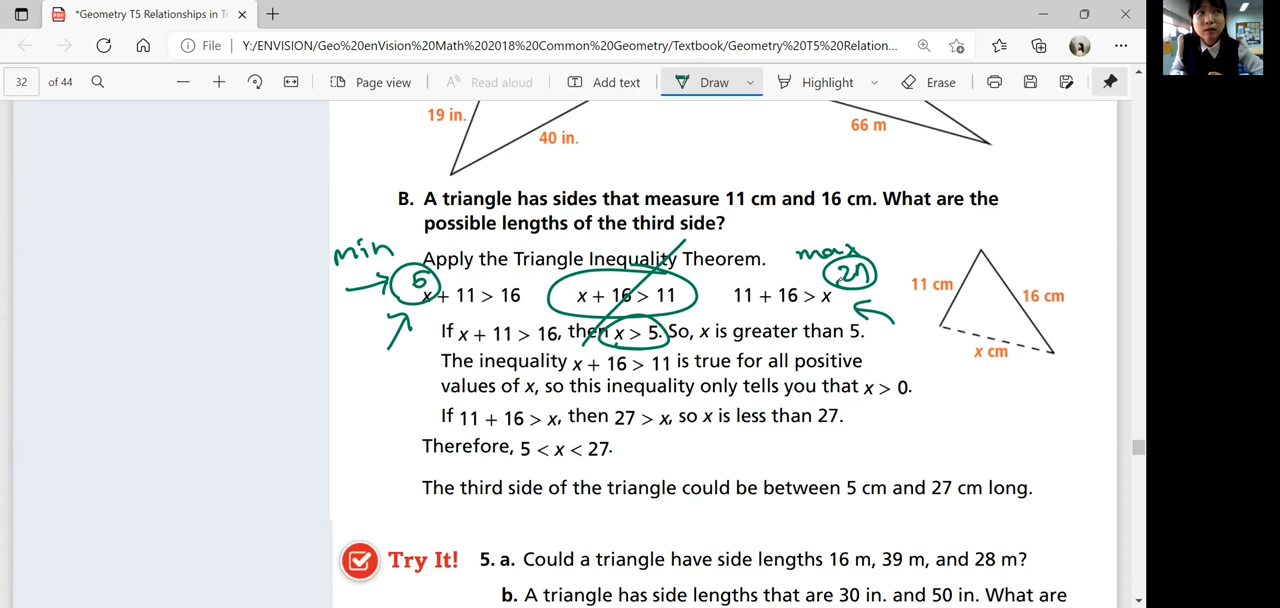 *Geometry T5 Relationships in Tr
File
Y:/ENVISION/Geo%20enVision%20Math%202018%20Common%20Geometry/Textbook/Geometry%20T5%20Relation...
32 of 44
Page view
Read aloud
Add text
Draw
Highlight
Erase
19 in.
40 in.
66 m
B. A triangle has sides that measure 11 cm and 16 cm. What are the
possible lengths of the third side?
min
max
Apply the Triangle Inequality Theorem.
5
27
x + 11 > 16 x + 16 > 11 11 + 16 > x
11 cm
16 cm
x cm
If x + 11 > 16, then x > 5. So, x is greater than 5.
The inequality x + 16 > 11 is true for all positive
values of x, so this inequality only tells you that x > 0.
If 11 + 16 > x, then 27 > x, so x is less than 27.
Therefore, 5 < x < 27.
The third side of the triangle could be between 5 cm and 27 cm long.
Try It! 5. a. Could a triangle have side lengths 16 m, 39 m, and 28 m?
b. A triangle has side lengths that are 30 in. and 50 in. What are